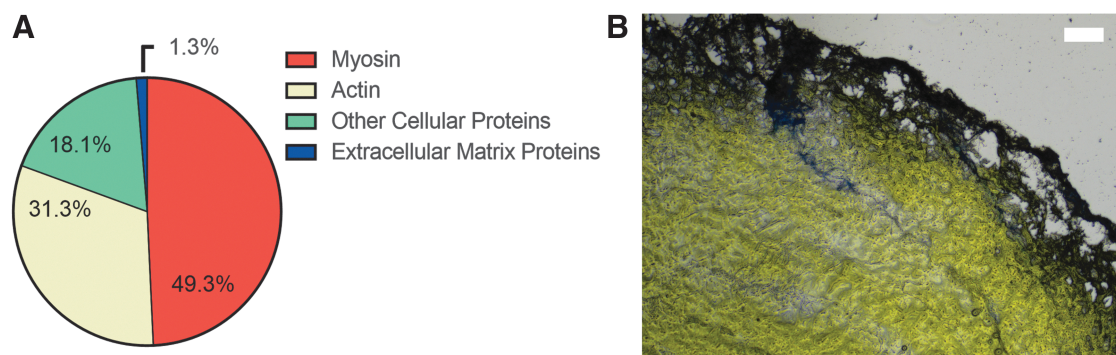 A
1.3%
18.1%
31.3%
49.3%
Myosin
Actin
Other Cellular Proteins
Extracellular Matrix Proteins
B